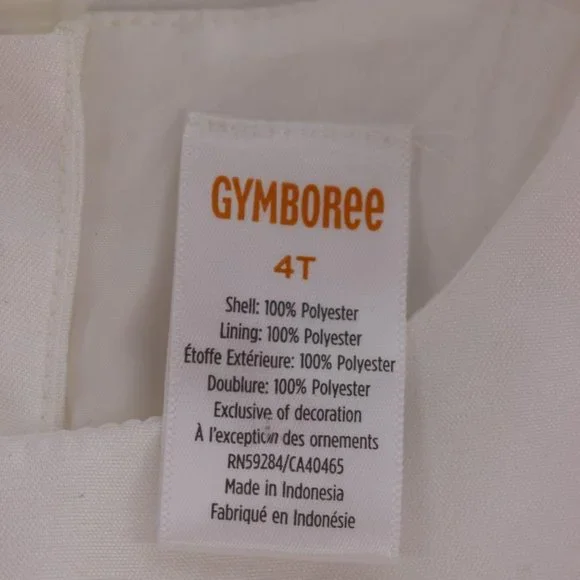 GYMBOREE
4T
Shell: 100% Polyester
Lining: 100% Polyester
Étoffe Extérieure: 100% Polyester
Doublure: 100% Polyester
Exclusive of decoration
À l'exception des ornements
RN59284/CA40465
Made in Indonesia
Fabriqué en Indonésie